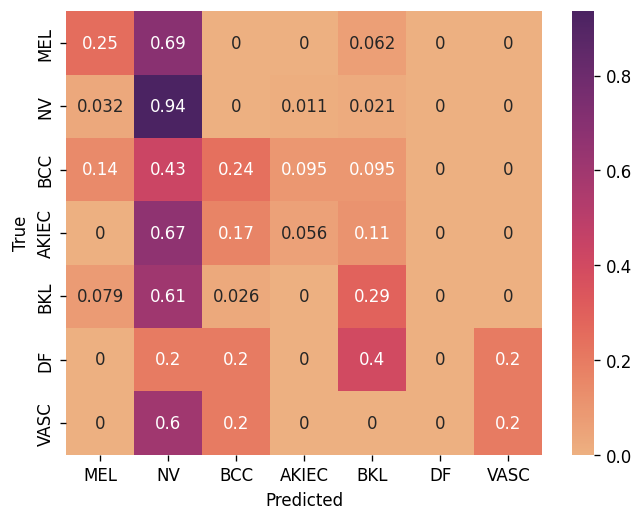 MEL 0.25 0.69 0 0 0.062 0 0
NV 0.032 0.94 0 0.011 0.021 0 0
BCC 0.14 0.43 0.24 0.095 0.095 0 0
AKIEC 0 0.67 0.17 0.056 0.11 0 0
BKL 0.079 0.61 0.026 0 0.29 0 0
DF 0 0.2 0.2 0 0.4 0 0.2
VASC 0 0.6 0.2 0 0 0 0.2
MEL NV BCC AKIEC BKL DF VASC
Predicted
True
0.8
0.6
0.4
0.2
0.0